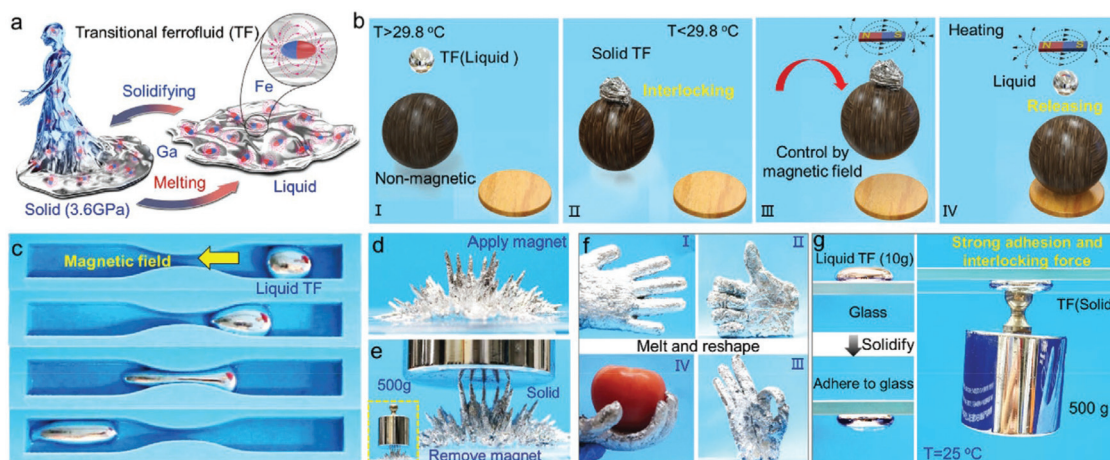 a
Transitional ferrofluid (TF)
Solidifying
Fe
Ga
Melting
Liquid
Solid (3.6GPa)
b
T>29.8 °C
TF(Liquid )
Non-magnetic
I
T<29.8 °C
Solid TF
Interlocking
II
N S
Control by
magnetic field
III
Heating
N S
Liquid
Releasing
IV
c
Magnetic field
Liquid TF
d
Apply magnet
e
500g
Solid
Remove magnet
f
I
II
Melt and reshape
IV
III
g
Liquid TF (10g)
Glass
Solidify
Adhere to glass
Strong adhesion and
interlocking force
TF(Solid
500 g
T=25 °C